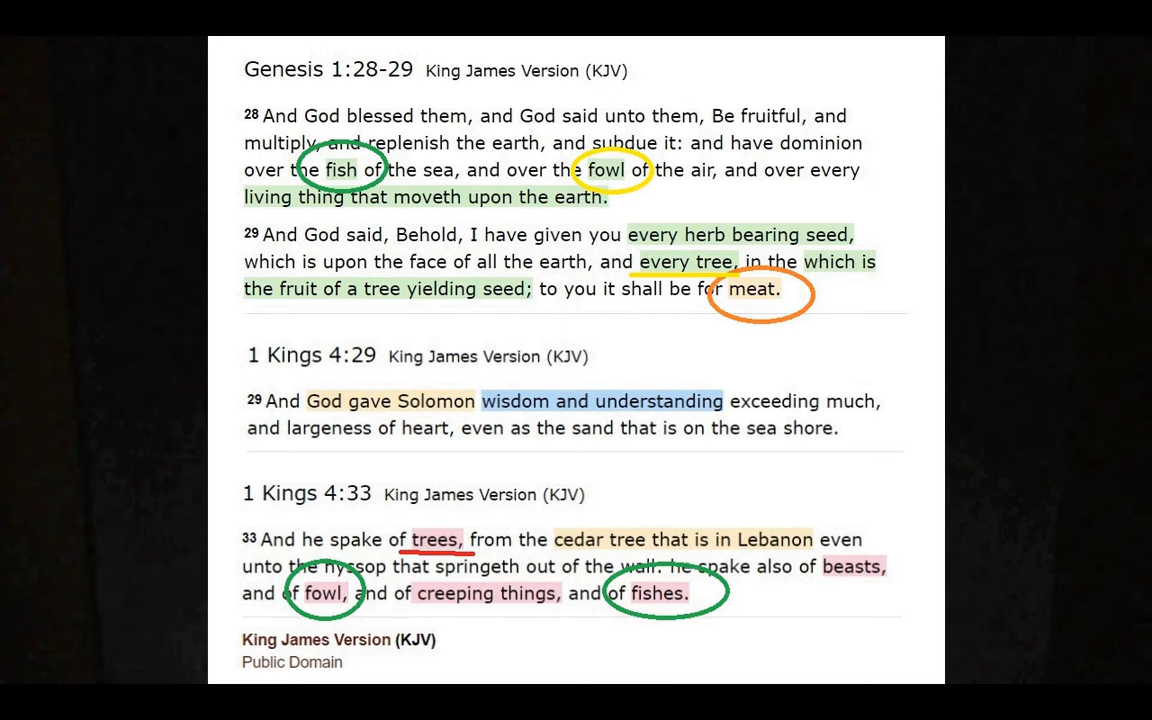 Genesis 1:28-29 King James Version (KJV)
28 And God blessed them, and God said unto them, Be fruitful, and
multiply, and replenish the earth, and subdue it: and have dominion
over the fish of the sea, and over the fowl of the air, and over every
living thing that moveth upon the earth.
29 And God said, Behold, I have given you every herb bearing seed,
which is upon the face of all the earth, and every tree, in the which is
the fruit of a tree yielding seed; to you it shall be for meat.
1 Kings 4:29 King James Version (KJV)
29 And God gave Solomon wisdom and understanding exceeding much,
and largeness of heart, even as the sand that is on the sea shore.
1 Kings 4:33 King James Version (KJV)
33 And he spake of trees, from the cedar tree that is in Lebanon even
unto the hyssop that springeth out of the wall: he spake also of beasts,
and of fowl, and of creeping things, and of fishes.
King James Version (KJV)
Public Domain